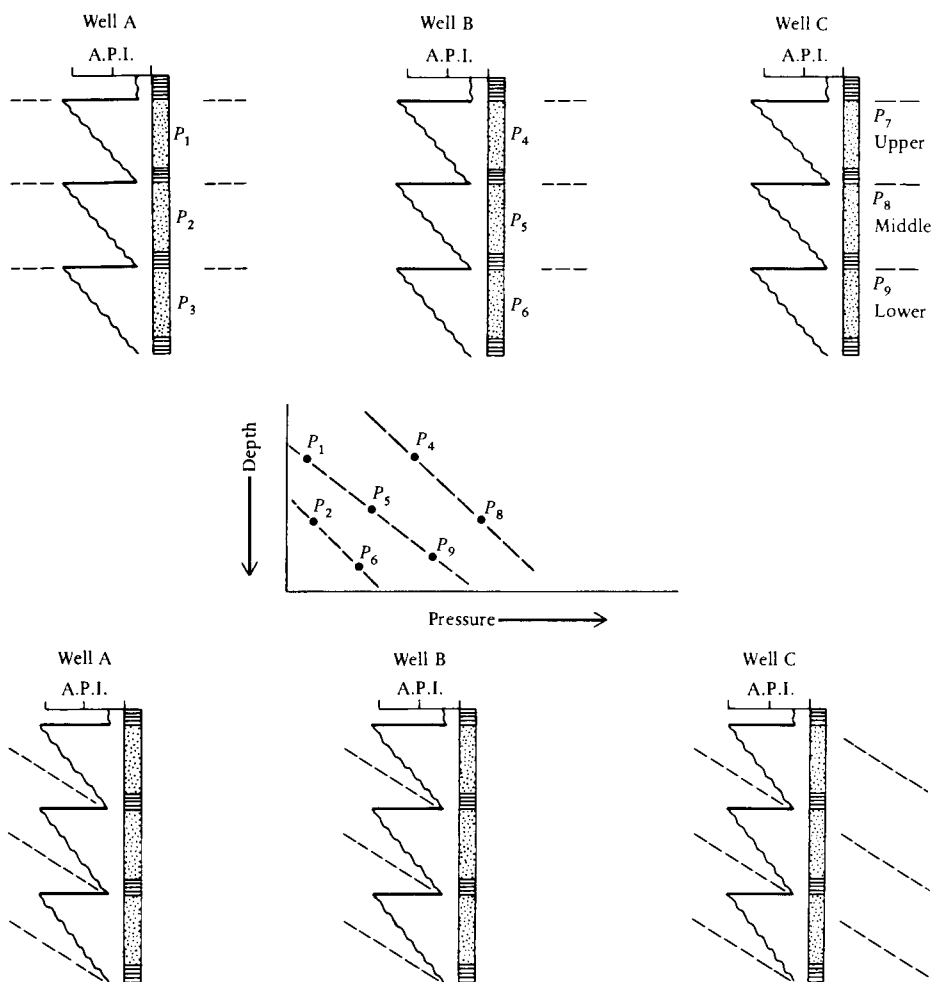 Well A Well B Well C
A.P.I. A.P.I. A.P.I.
P1 P4 P7
Upper
P2 P5 P8
Middle
P3 P6 P9
Lower
Depth
P1 P4
P5 P8
P2
P6 P9
Pressure
Well A Well B Well C
A.P.I. A.P.I. A.P.I.